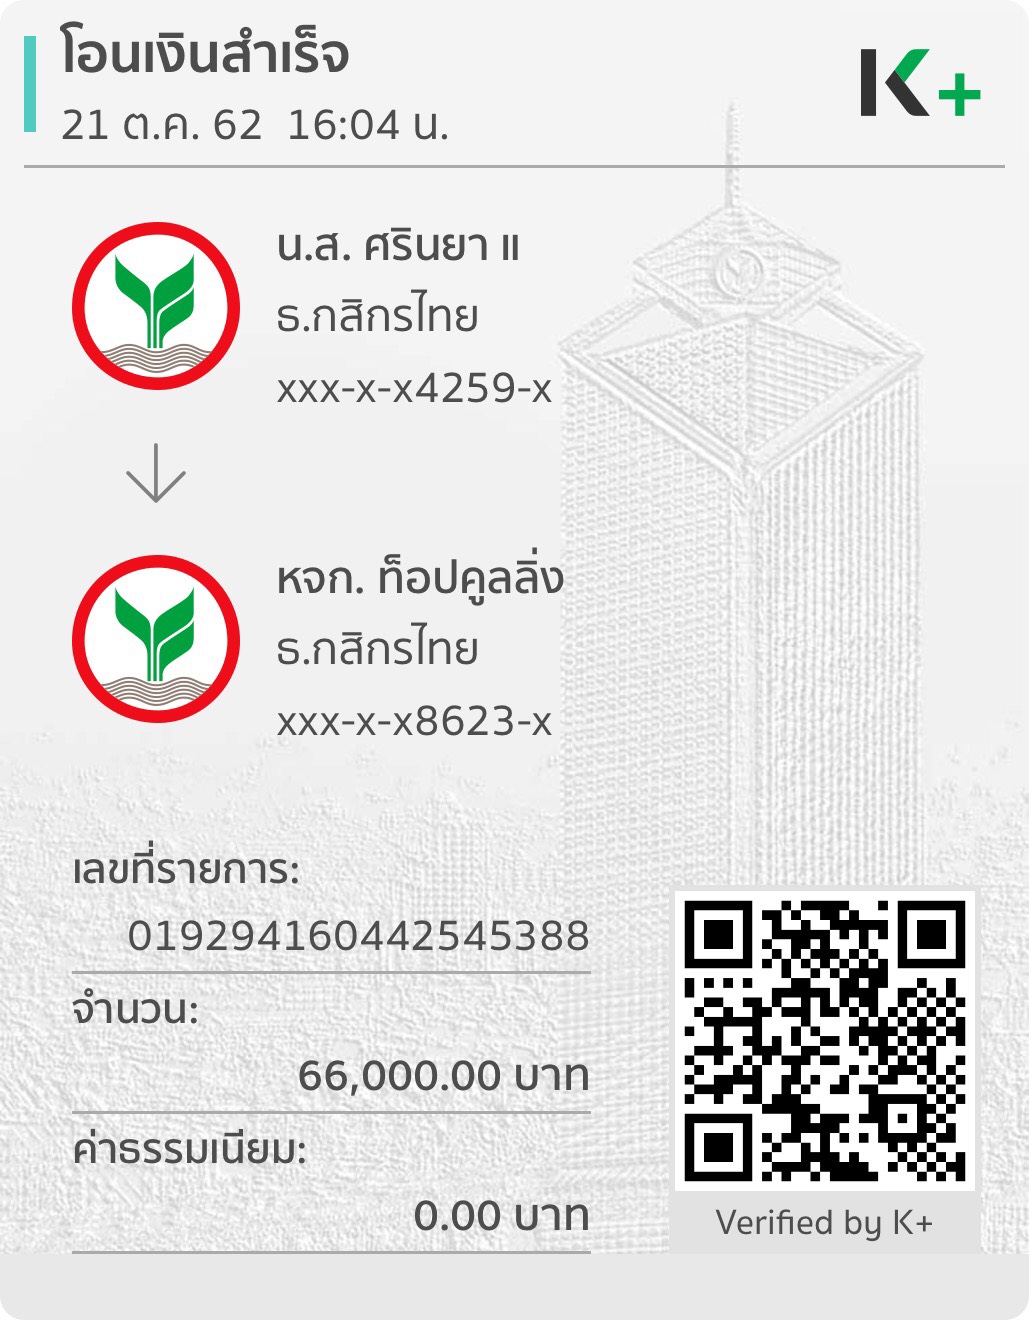 โอนเงินสำเร็จ
21 ต.ค. 62 16:04 น.
K+
น.ส. ศรินยา แ
ธ.กสิกรไทย
xxx-x-x4259-x
หจก. ท็อปคูลลิ่ง
ธ.กสิกรไทย
xxx-x-x8623-x
เลขที่รายการ:
019294160442545388
จำนวน:
66,000.00 บาท
ค่าธรรมเนียม:
0.00 บาท
Verified by K+